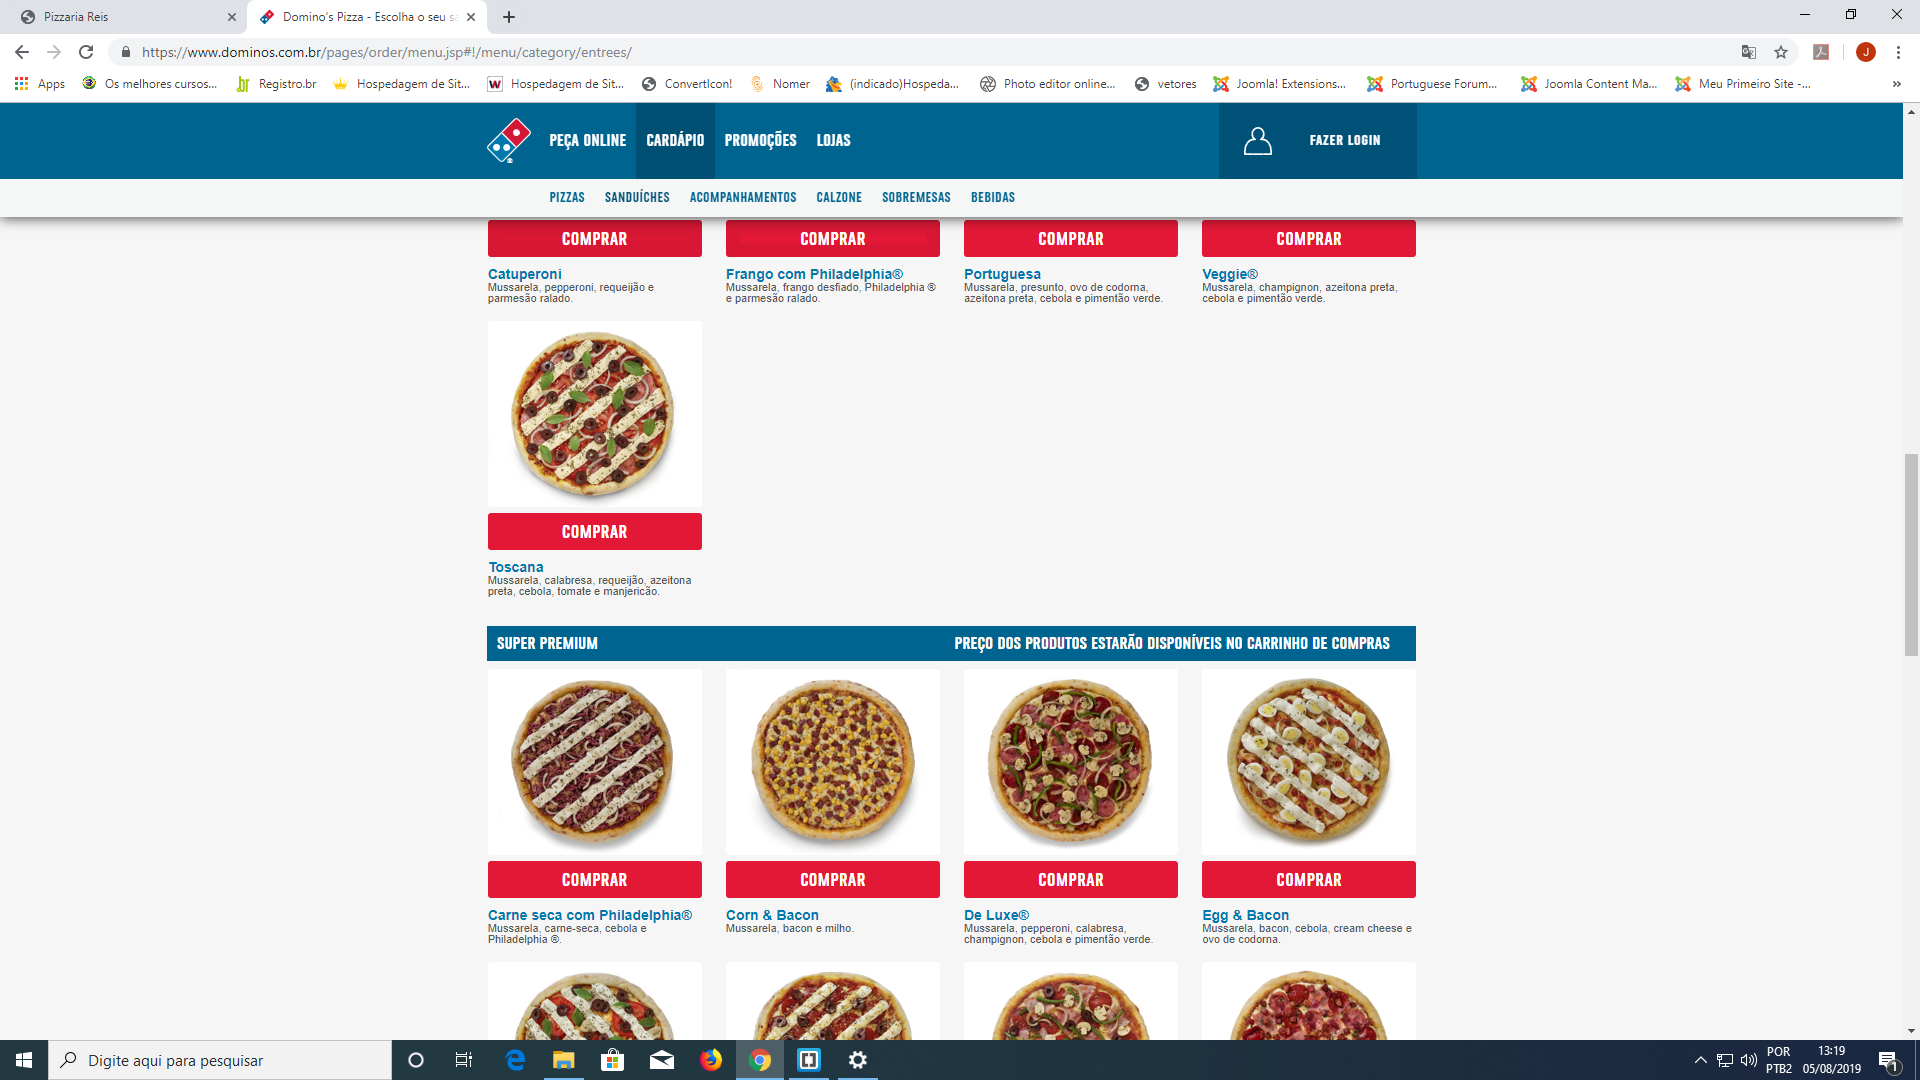 Pizzaria Reis
Domino's Pizza - Escolha o seu sa
https://www.dominos.com.br/pages/order/menu.jsp#!/menu/category/entrees/
J
Apps Os melhores cursos... Registro.br Hospedagem de Sit... Hospedagem de Sit... ConvertIcon! Nomer (indicado)Hospeda... Photo editor online... vetores Joomla! Extensions... Portuguese Forum... Joomla Content Ma... Meu Primeiro Site -... »
PEÇA ONLINE CARDÁPIO PROMOÇÕES LOJAS FAZER LOGIN
PIZZAS SANDUÍCHES ACOMPANHAMENTOS CALZONE SOBREMESAS BEBIDAS
COMPRAR COMPRAR COMPRAR COMPRAR
Catuperoni
Mussarela, pepperoni, requeijão e
parmesão ralado.
Frango com Philadelphia®
Mussarela, frango desfiado, Philadelphia ®
e parmesão ralado.
Portuguesa
Mussarela, presunto, ovo de codorna,
azeitona preta, cebola e pimentão verde.
Veggie®
Mussarela, champignon, azeitona preta,
cebola e pimentão verde.
COMPRAR
Toscana
Mussarela, calabresa, requeijão, azeitona
preta, cebola, tomate e manjericão.
SUPER PREMIUM PREÇO DOS PRODUTOS ESTARÃO DISPONÍVEIS NO CARRINHO DE COMPRAS
COMPRAR COMPRAR COMPRAR COMPRAR
Carne seca com Philadelphia®
Mussarela, carne-seca, cebola e
Philadelphia ®.
Corn & Bacon
Mussarela, bacon e milho.
De Luxe®
Mussarela, pepperoni, calabresa,
champignon, cebola e pimentão verde.
Egg & Bacon
Mussarela, bacon, cebola, cream cheese e
ovo de codorna.
Digite aqui para pesquisar
POR
PTB2
13:19
05/08/2019
1